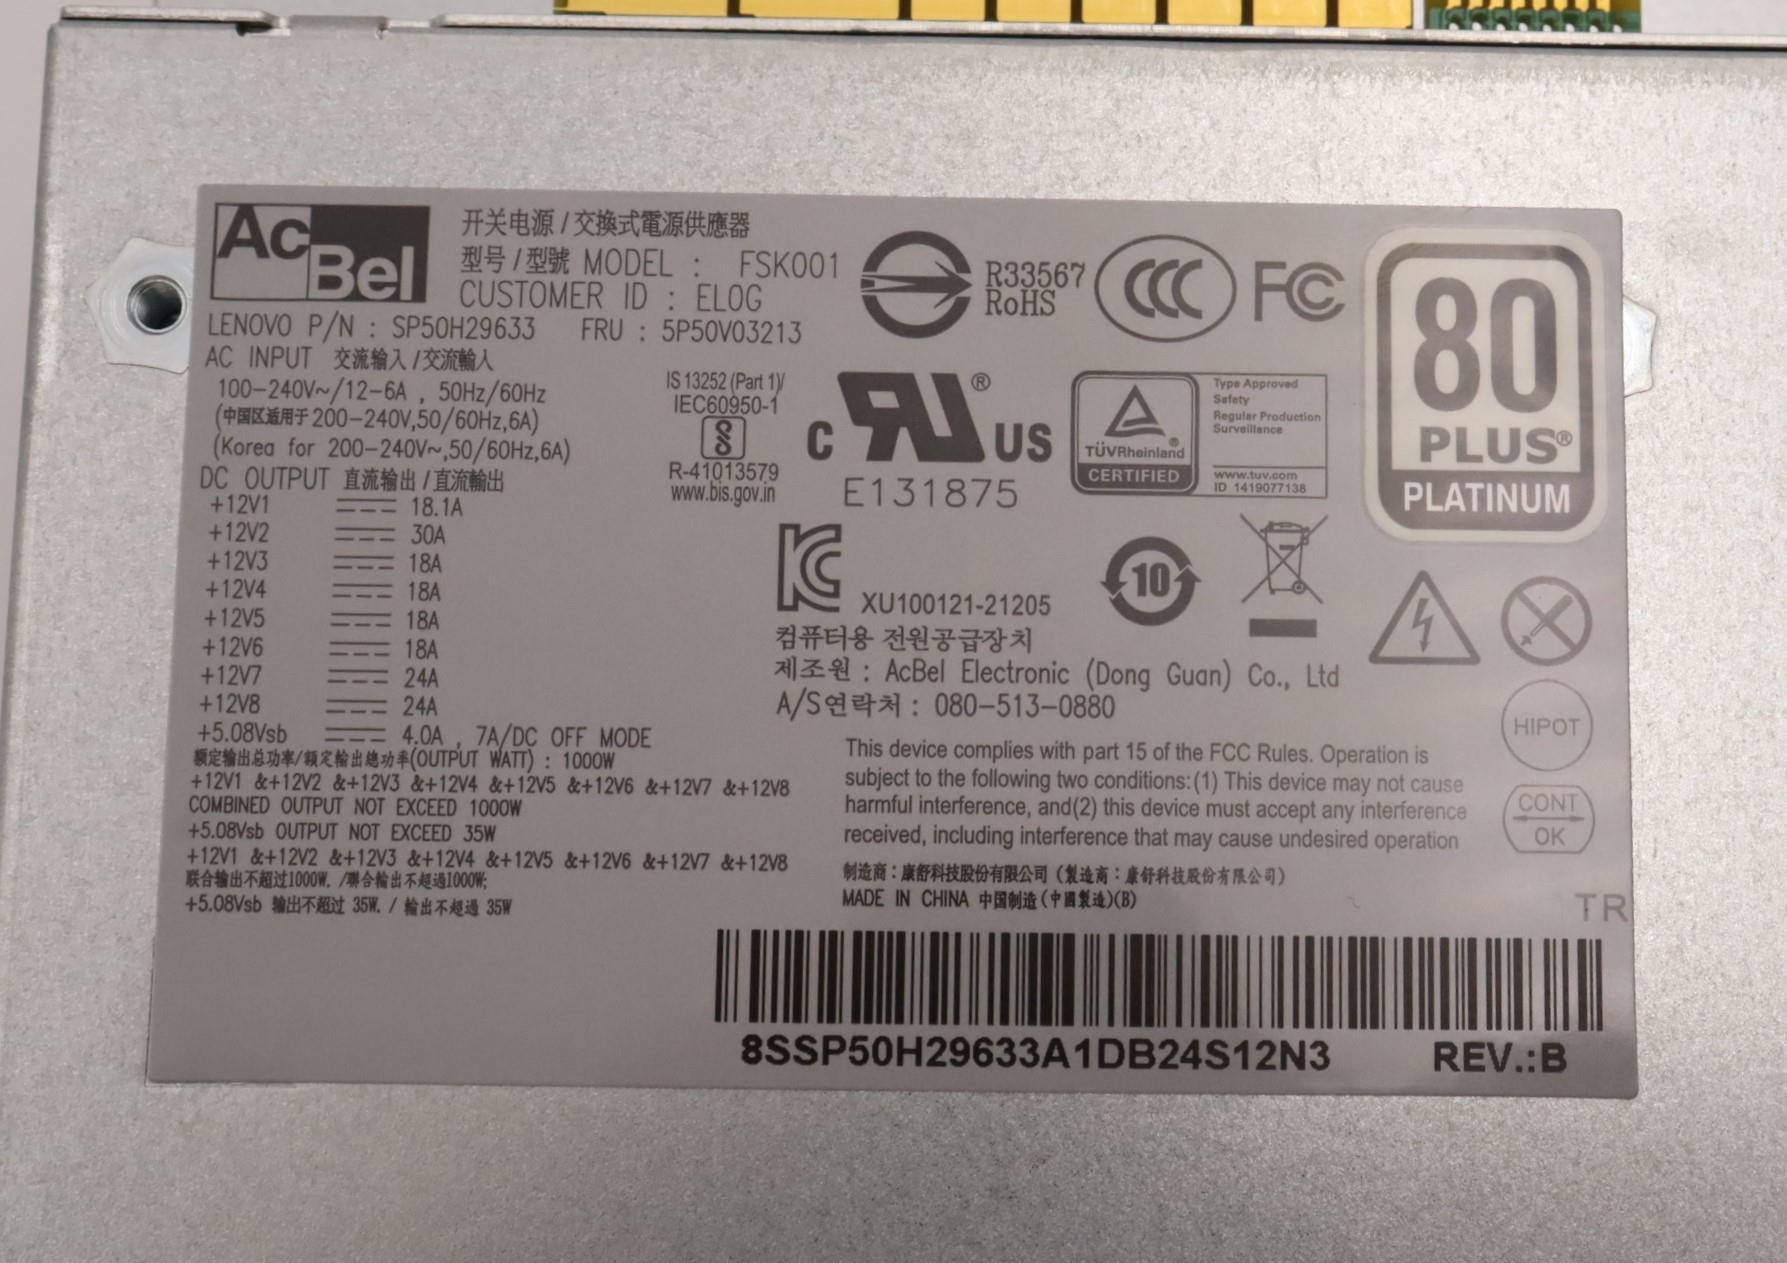 AcBel
开关电源 / 交換式電源供應器
型号 / 型號 MODEL : FSK001
CUSTOMER ID : EL0G
LENOVO P/N : SP50H29633 FRU : 5P50V03213
AC INPUT 交流输入 / 交流輸入
100-240V~/12-6A , 50Hz/60Hz
(中国区适用于 200-240V,50/60Hz,6A)
(Korea for 200-240V~,50/60Hz,6A)
DC OUTPUT 直流输出 / 直流輸出
+12V1 18.1A
+12V2 30A
+12V3 18A
+12V4 18A
+12V5 18A
+12V6 18A
+12V7 24A
+12V8 24A
+5.08Vsb 4.0A , 7A/DC OFF MODE
额定输出总功率/額定輸出總功率(OUTPUT WATT) : 1000W
+12V1 &+12V2 &+12V3 &+12V4 &+12V5 &+12V6 &+12V7 &+12V8
COMBINED OUTPUT NOT EXCEED 1000W
+5.08Vsb OUTPUT NOT EXCEED 35W
+12V1 &+12V2 &+12V3 &+12V4 &+12V5 &+12V6 &+12V7 &+12V8
联合输出不超过1000W. /聯合輸出不超過1000W;
+5.08Vsb 输出不超过 35W. / 輸出不超過 35W
R33567
RoHS
CCC
FC
80
PLUS®
PLATINUM
IS 13252 (Part 1)/
IEC60950-1
R-41013579
www.bis.gov.in
C RU ® US
E131875
TÜVRheinland ®
CERTIFIED
Type Approved
Safety
Regular Production
Surveillance
www.tuv.com
ID 1419077138
KC XU100121-21205
10
컴퓨터용 전원공급장치
제조원 : AcBel Electronic (Dong Guan) Co., Ltd
A/S연락처 : 080-513-0880
HIPOT
CONT
OK
This device complies with part 15 of the FCC Rules. Operation is
subject to the following two conditions:(1) This device may not cause
harmful interference, and(2) this device must accept any interference
received, including interference that may cause undesired operation
制造商 : 康舒科技股份有限公司 (製造商 : 康舒科技股份有限公司)
MADE IN CHINA 中国制造 (中國製造)(B)
TR
8SSP50H29633A1DB24S12N3 REV.:B